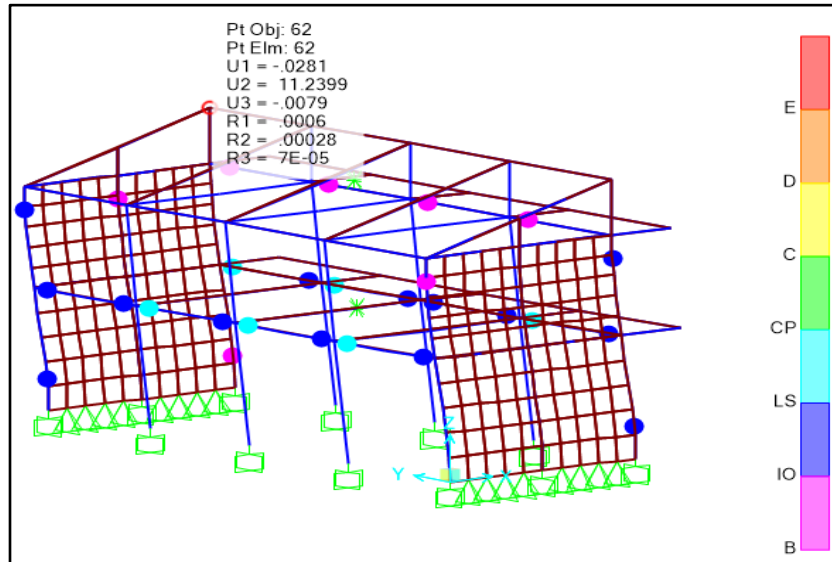 Pt Obj: 62
Pt Elm: 62
U1 = -.0281
U2 = 11.2399
U3 = -.0079
R1 = .0006
R2 = .00028
R3 = 7E-05
E
D
C
CP
LS
IO
B
Z
Y
X